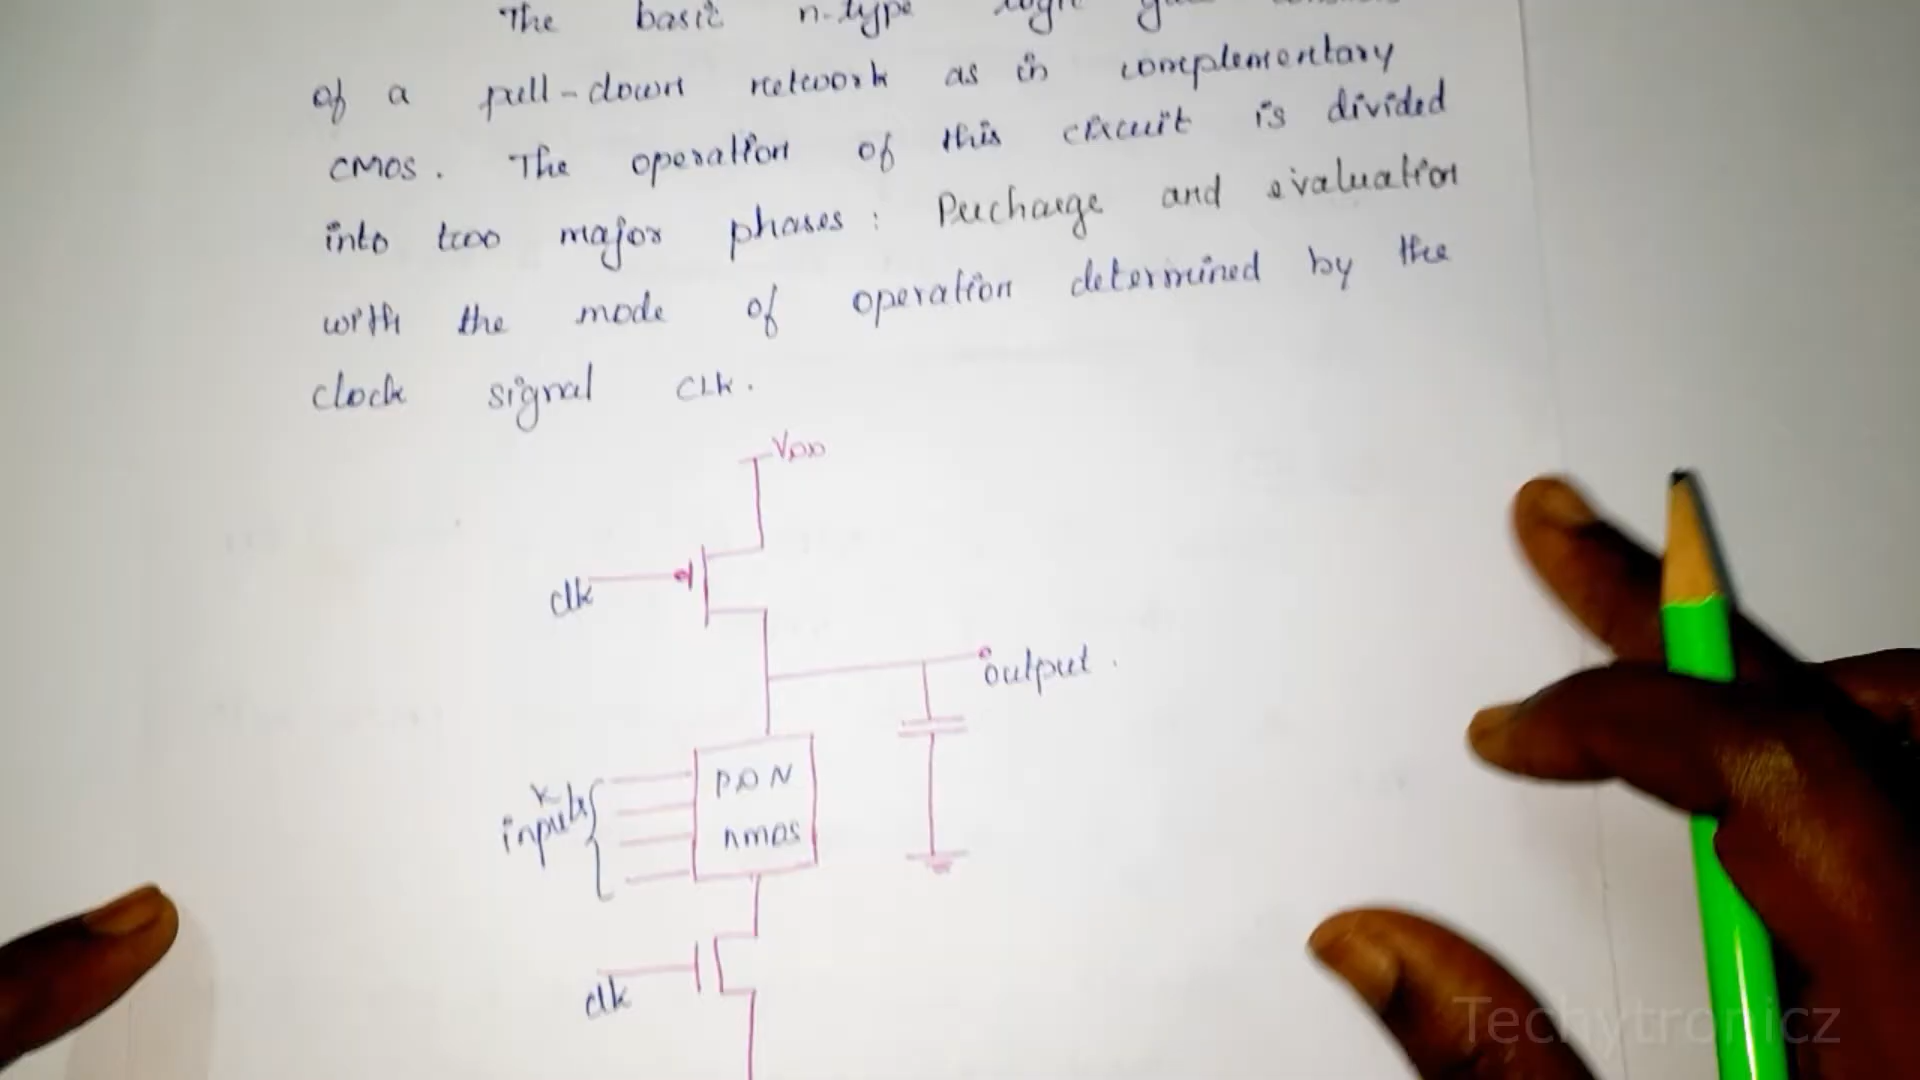 The basic n-type logic
of a pull-down network as in complementary
CMOS. The operation of this circuit is divided
into two major phases: Precharge and evaluation
with the mode of operation determined by the
clock signal CLK.
VDD
clk
output.
K
inputs
PDN
nmos
clk
Techytronicz